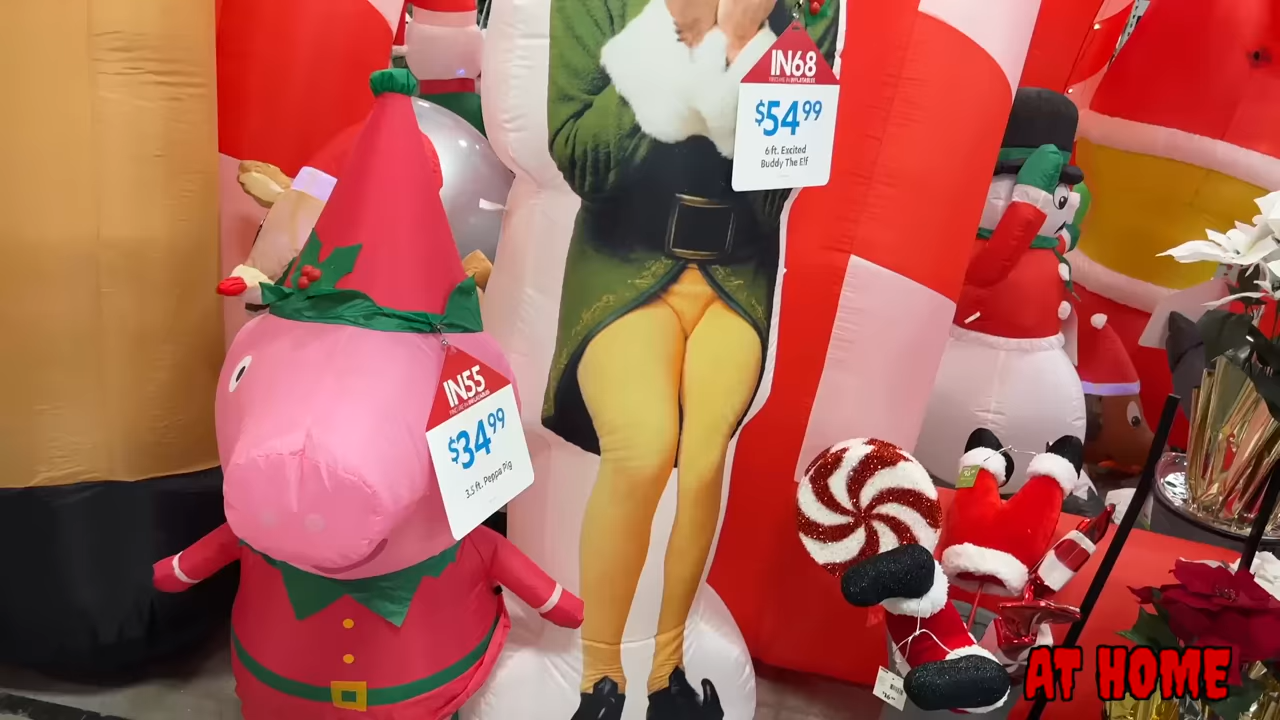 IN68
$54.99
6 ft. Excited
Buddy The Elf
IN55
$34.99
3.5 ft. Peppa Pig
AT HOME